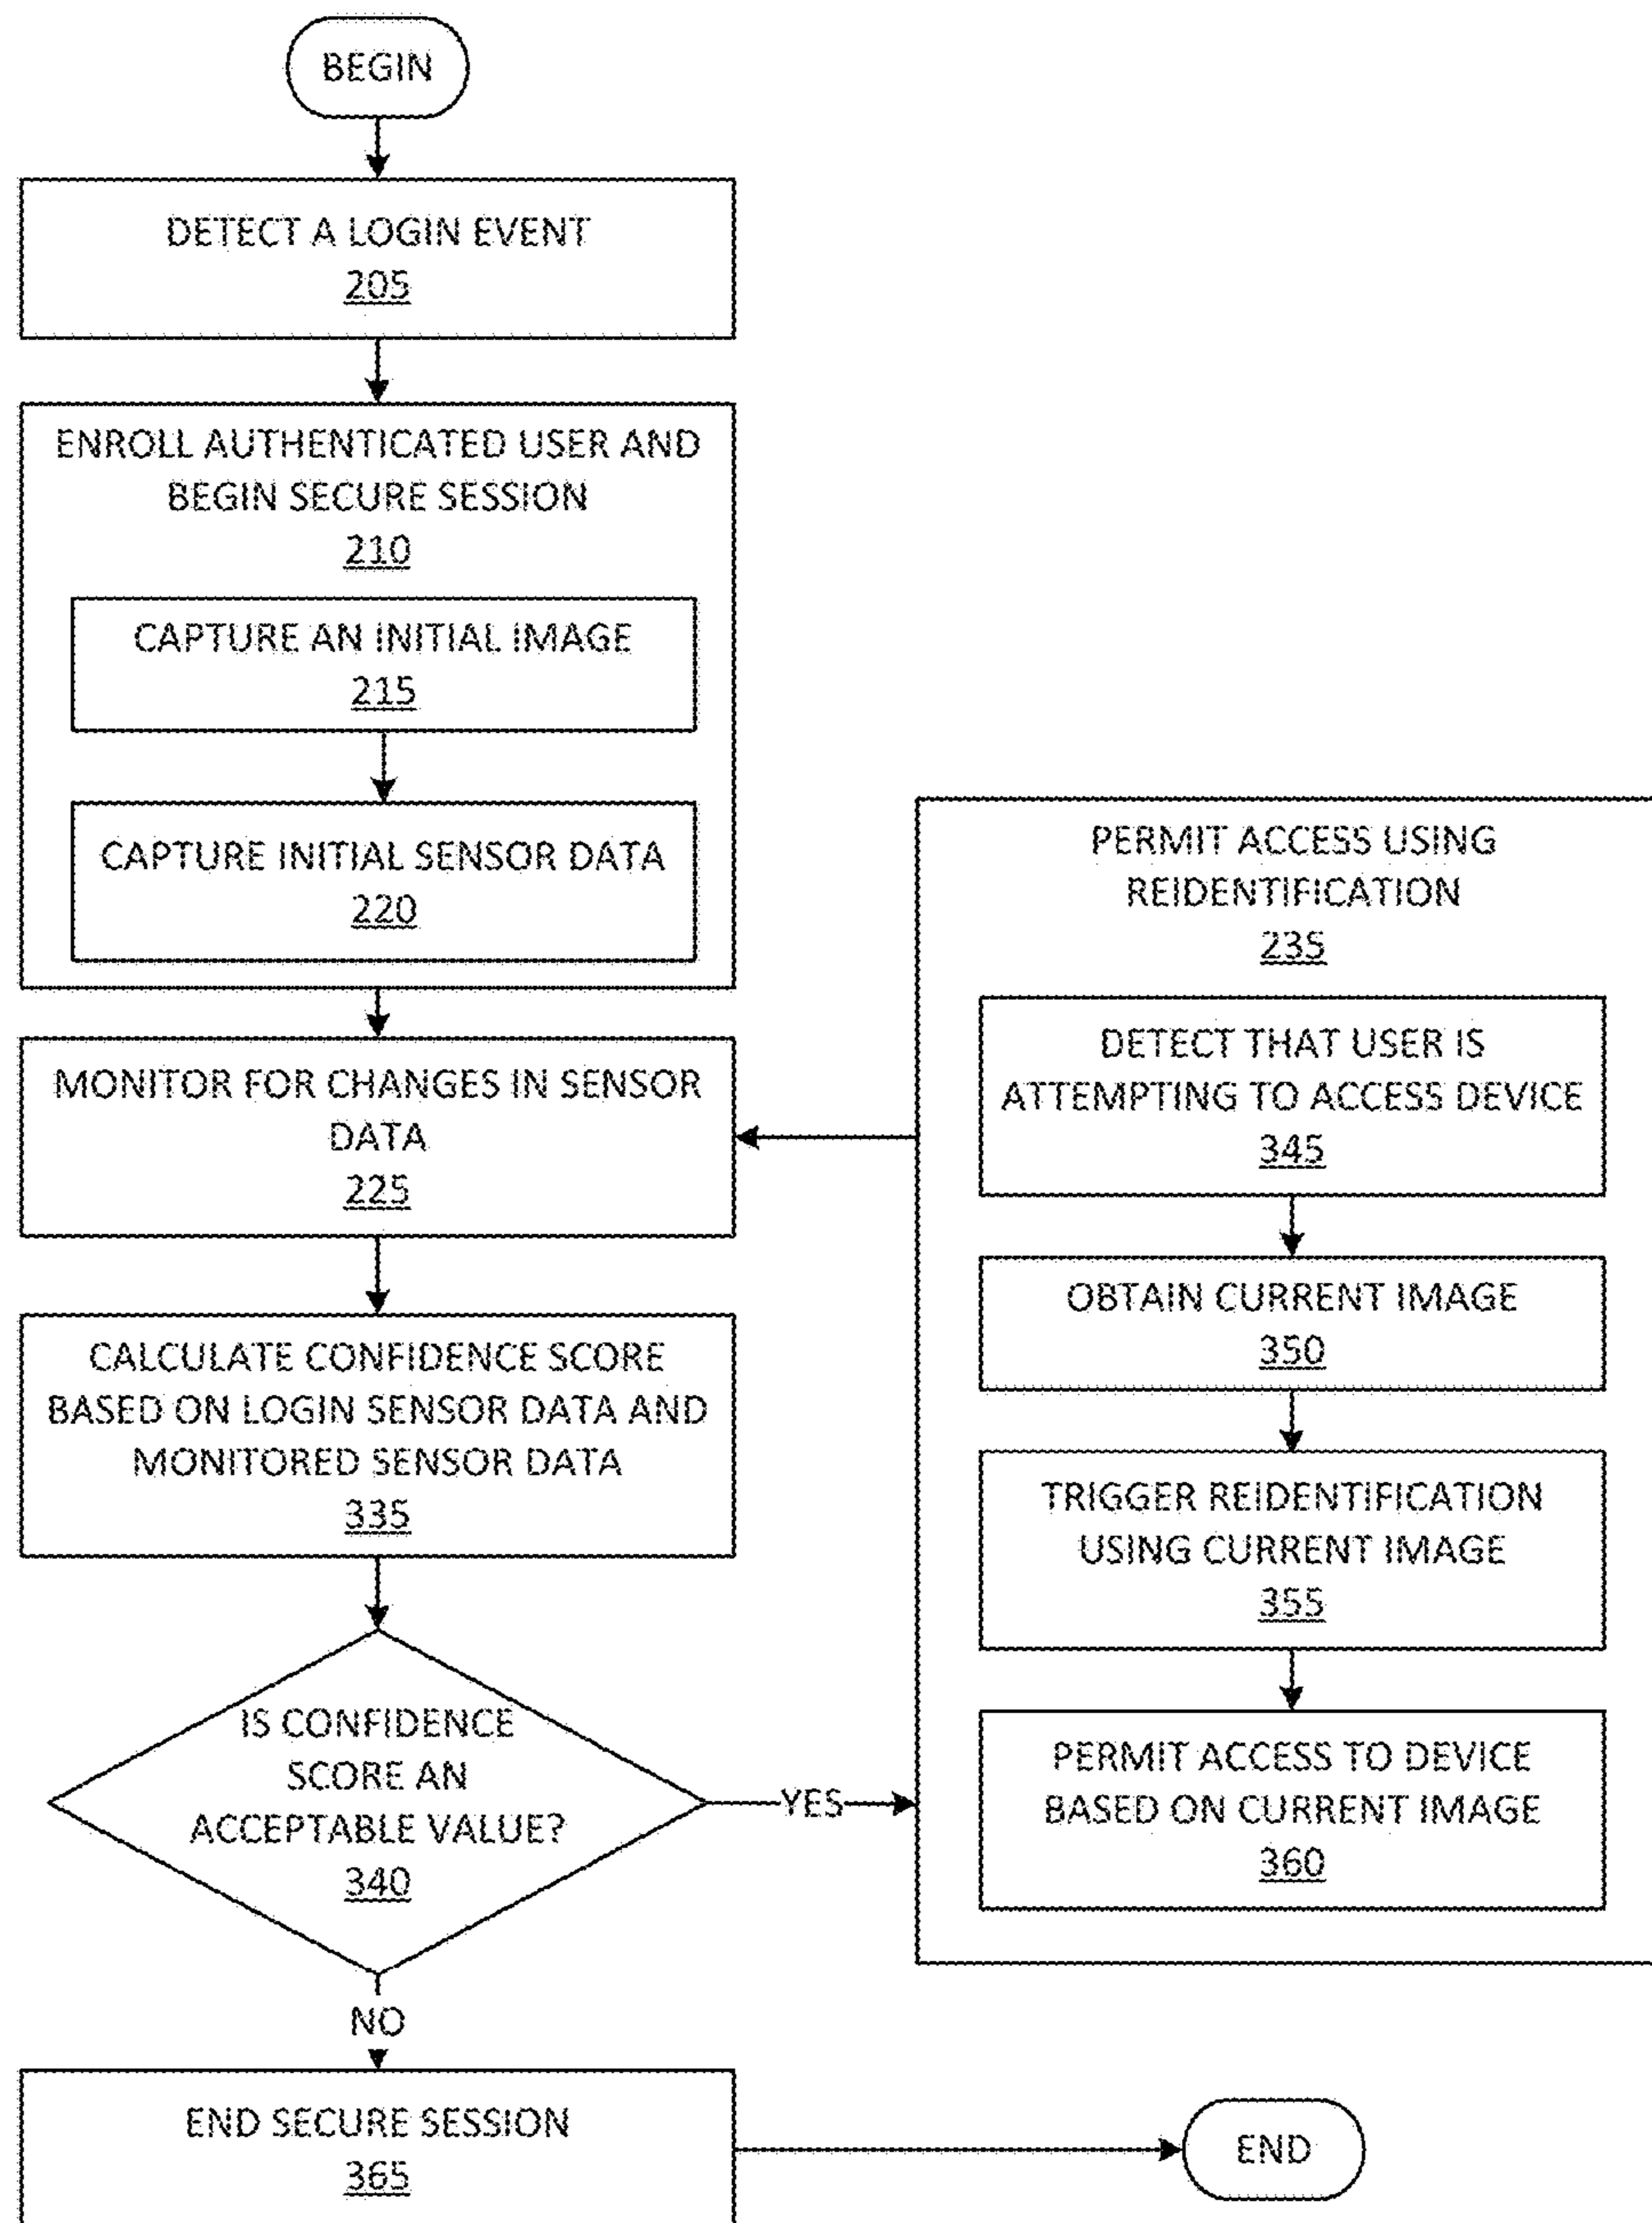 BEGIN
DETECT A LOGIN EVENT
205
ENROLL AUTHENTICATED USER AND
BEGIN SECURE SESSION
210
CAPTURE AN INITIAL IMAGE
215
CAPTURE INITIAL SENSOR DATA
220
MONITOR FOR CHANGES IN SENSOR
DATA
225
CALCULATE CONFIDENCE SCORE
BASED ON LOGIN SENSOR DATA AND
MONITORED SENSOR DATA
335
IS CONFIDENCE
SCORE AN
ACCEPTABLE VALUE?
340
YES
NO
PERMIT ACCESS USING
REIDENTIFICATION
235
DETECT THAT USER IS
ATTEMPTING TO ACCESS DEVICE
345
OBTAIN CURRENT IMAGE
350
TRIGGER REIDENTIFICATION
USING CURRENT IMAGE
355
PERMIT ACCESS TO DEVICE
BASED ON CURRENT IMAGE
360
END SECURE SESSION
365
END